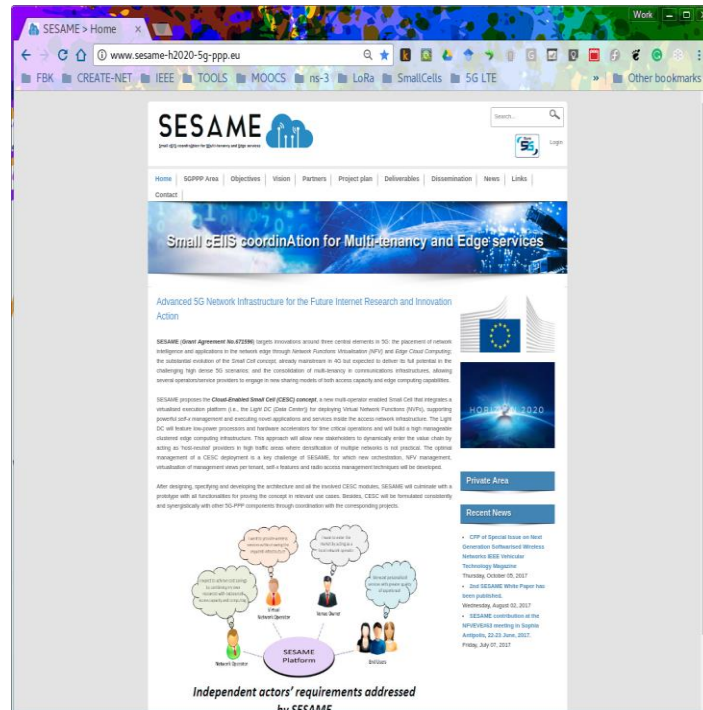 Work
SESAME > Home
www.sesame-h2020-5g-ppp.eu
FBK CREATE-NET IEEE TOOLS MOOCS ns-3 LoRa SmallCells 5G LTE » Other bookmarks
SESAME
Small cEllS coordinAtion for Multi-tenancy and Edge services
Search...
5G
Login
Home 5GPPP Area Objectives Vision Partners Project plan Deliverables Dissemination News Links
Contact
Small cEllS coordinAtion for Multi-tenancy and Edge services
Advanced 5G Network Infrastructure for the Future Internet Research and Innovation
Action
SESAME (Grant Agreement No.671596) targets innovations around three central elements in 5G: the placement of network
intelligence and applications in the network edge through Network Functions Virtualisation (NFV) and Edge Cloud Computing;
the substantial evolution of the Small Cell concept, already mainstream in 4G but expected to deliver its full potential in the
challenging high dense 5G scenarios; and the consolidation of multi-tenancy in communications infrastructures, allowing
several operators/service providers to engage in new sharing models of both access capacity and edge computing capabilities.
SESAME proposes the Cloud-Enabled Small Cell (CESC) concept, a new multi-operator enabled Small Cell that integrates a
virtualised execution platform (i.e., the Light DC (Data Center)) for deploying Virtual Network Functions (NVFs), supporting
powerful self-x management and executing novel applications and services inside the access network infrastructure. The Light
DC will feature low-power processors and hardware accelerators for time critical operations and will build a high manageable
clustered edge computing infrastructure. This approach will allow new stakeholders to dynamically enter the value chain by
acting as 'host-neutral' providers in high traffic areas where densification of multiple networks is not practical. The optimal
management of a CESC deployment is a key challenge of SESAME, for which new orchestration, NFV management,
virtualisation of management views per tenant, self-x features and radio access management techniques will be developed.
After designing, specifying and developing the architecture and all the involved CESC modules, SESAME will culminate with a
prototype with all functionalities for proving the concept in relevant use cases. Besides, CESC will be formulated consistently
and synergistically with other 5G-PPP components through coordination with the corresponding projects.
HORIZON 2020
Private Area
Recent News
• CFP of Special Issue on Next
Generation Softwarised Wireless
Networks IEEE Vehicular
Technology Magazine
Thursday, October 05, 2017
• 2nd SESAME White Paper has
been published.
Wednesday, August 02, 2017
• SESAME contribution at the
NFV/EVE#53 meeting in Sophia
Antipolis, 22-23 June, 2017.
Friday, July 07, 2017
Virtual
Network Operator
Venue Owner
Network Operator
SESAME
Platform
End Users
Independent actors' requirements addressed
by SESAME